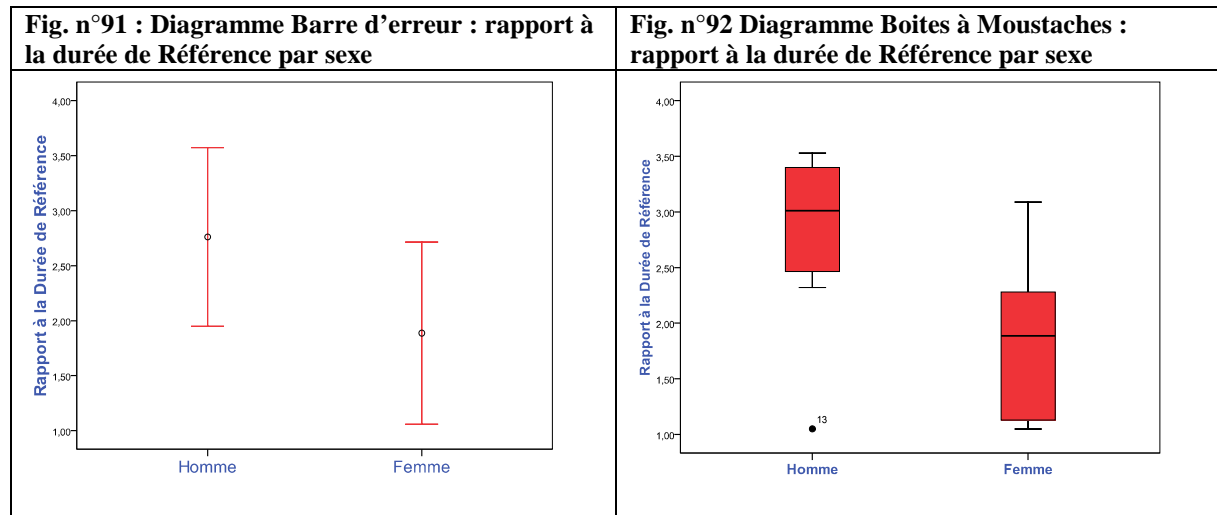 Fig. n°91 : Diagramme Barre d'erreur : rapport à
la durée de Référence par sexe
Fig. n°92 Diagramme Boites à Moustaches :
rapport à la durée de Référence par sexe
Rapport à la Durée de Référence
4,00
3,50
3,00
2,50
2,00
1,50
1,00
Homme
Femme
Rapport à la Durée de Référence
4,00
3,50
3,00
2,50
2,00
1,50
1,00
13
Homme
Femme